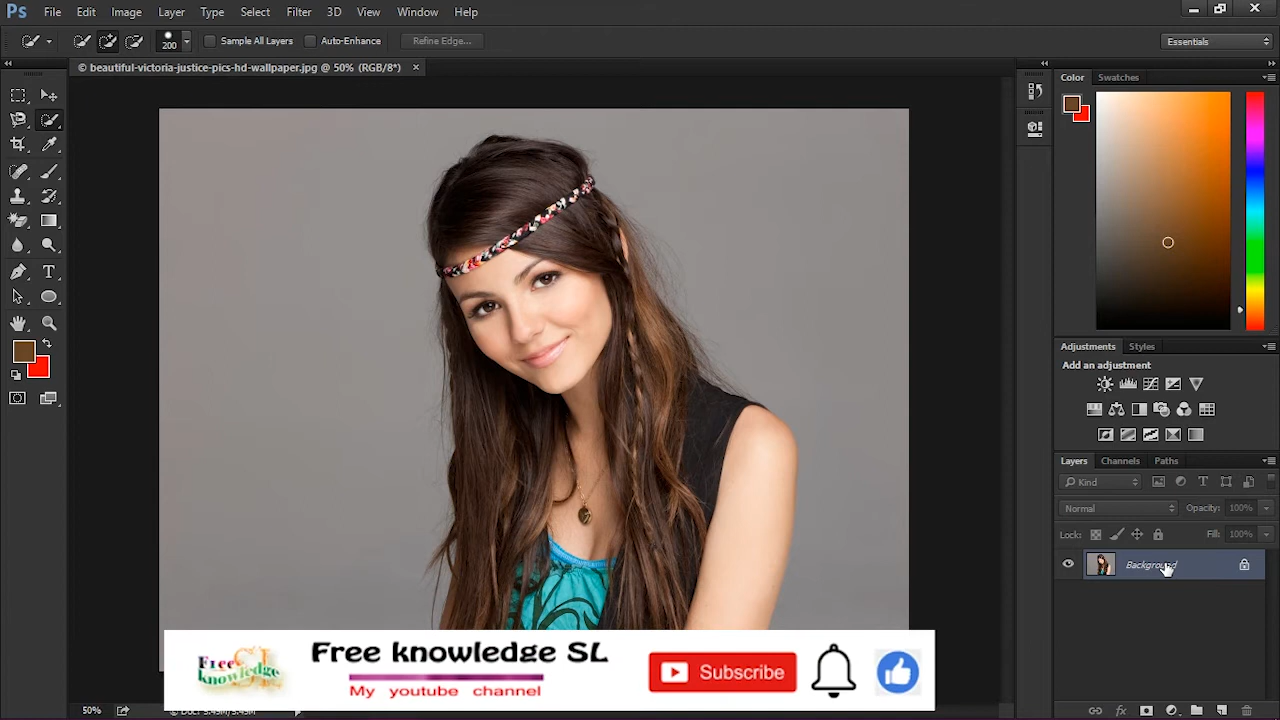 Ps File Edit Image Layer Type Select Filter 3D View Window Help
200 Sample All Layers Auto-Enhance Refine Edge... Essentials
© beautiful-victoria-justice-pics-hd-wallpaper.jpg @ 50% (RGB/8*) ×
Color Swatches
Adjustments Styles
Add an adjustment
Layers Channels Paths
Kind
Normal Opacity: 100%
Lock: Fill: 100%
Background
Free knowledge SL
Free knowledge SL
My youtube channel
Subscribe
50%